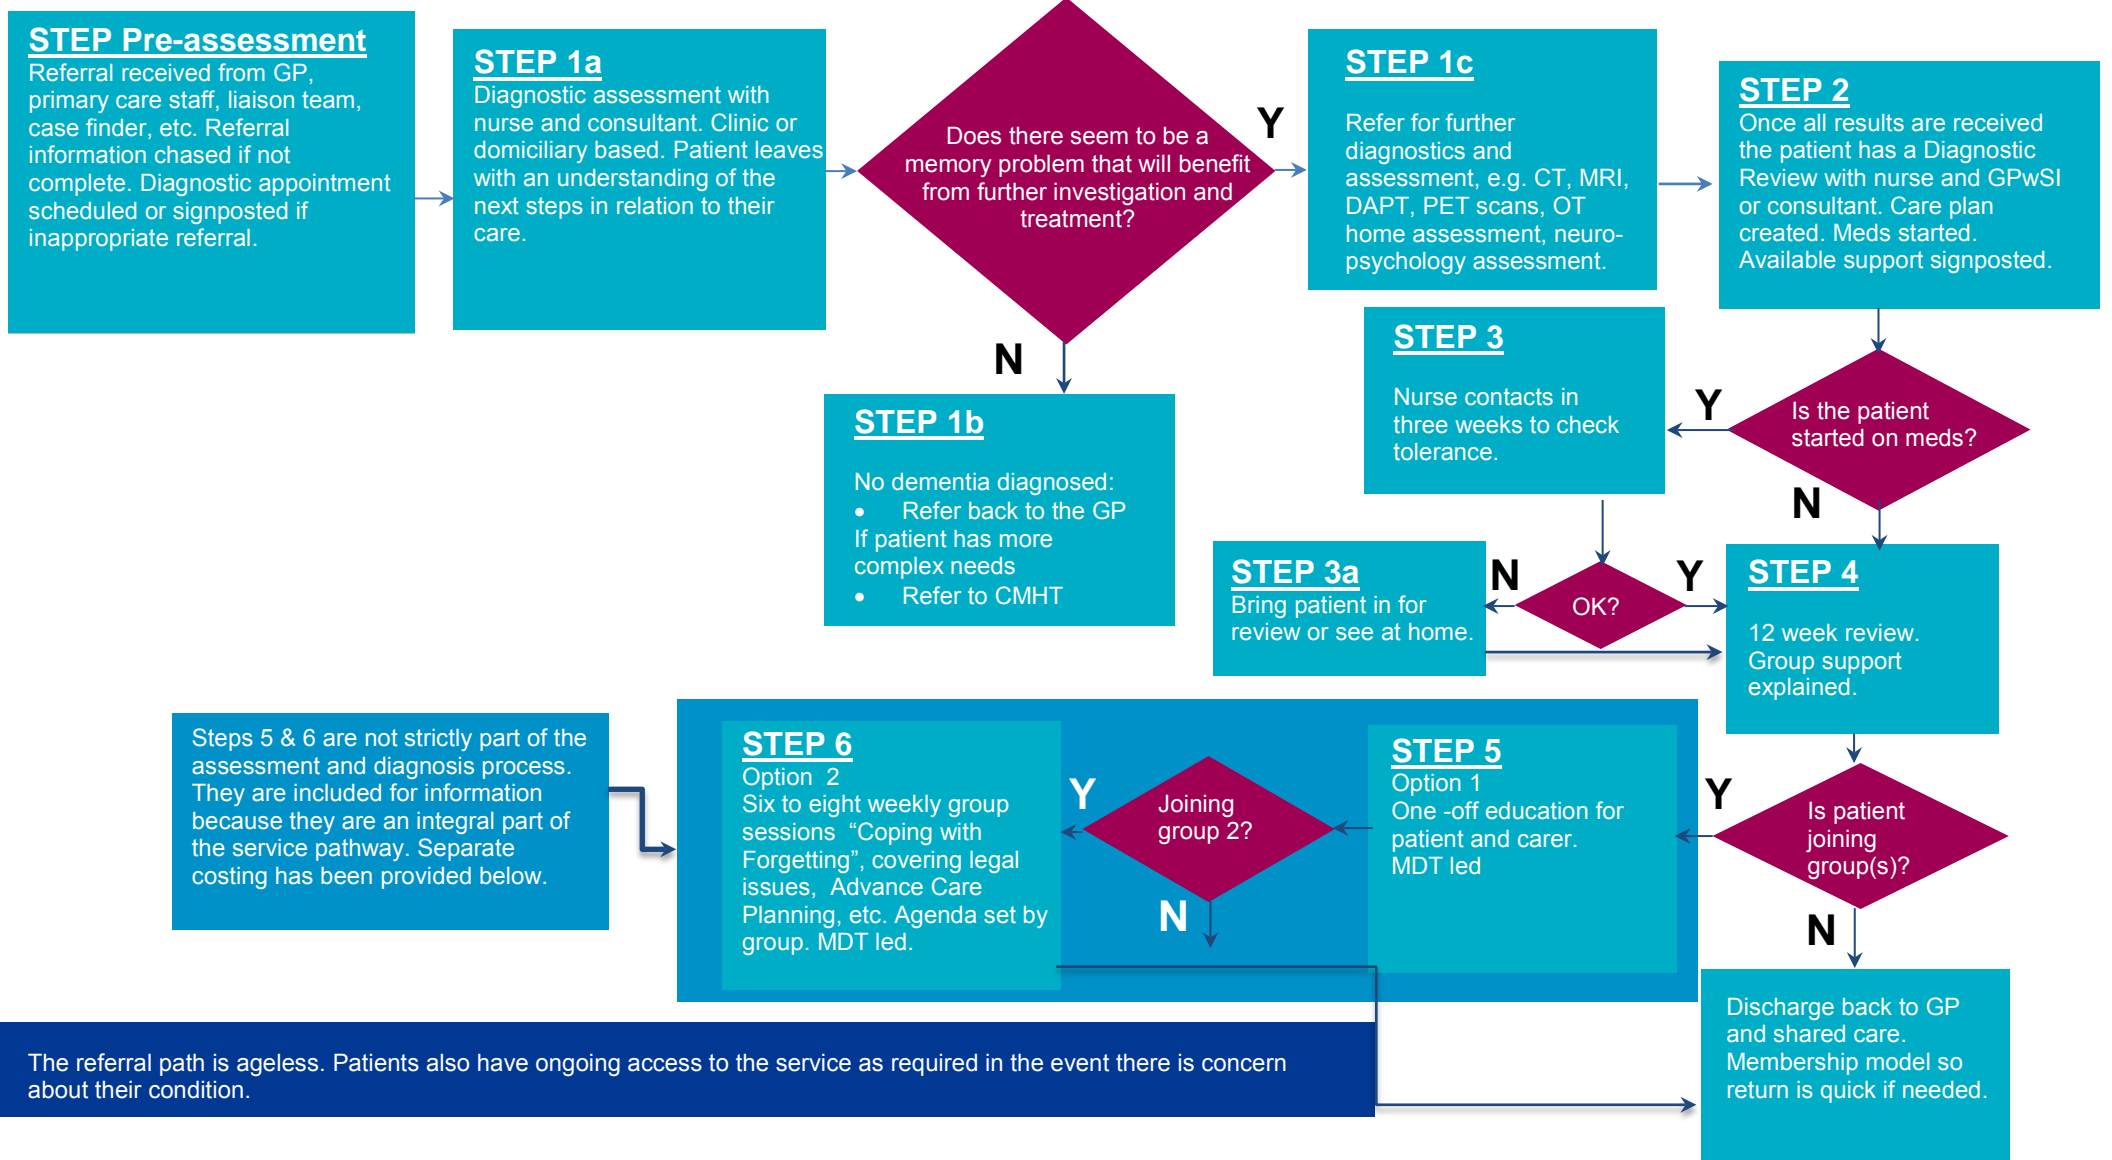 STEP Pre-assessment
Referral received from GP,
primary care staff, liaison team,
case finder, etc. Referral
information chased if not
complete. Diagnostic appointment
scheduled or signposted if
inappropriate referral.
STEP 1a
Diagnostic assessment with
nurse and consultant. Clinic or
domiciliary based. Patient leaves
with an understanding of the
next steps in relation to their
care.
Does there seem to be a
memory problem that will benefit
from further investigation and
treatment?
Y
N
STEP 1b
No dementia diagnosed:
• Refer back to the GP
If patient has more
complex needs
• Refer to CMHT
STEP 1c
Refer for further
diagnostics and
assessment, e.g. CT, MRI,
DAPT, PET scans, OT
home assessment, neuro-
psychology assessment.
STEP 2
Once all results are received
the patient has a Diagnostic
Review with nurse and GPwSI
or consultant. Care plan
created. Meds started.
Available support signposted.
Is the patient
started on meds?
Y
N
STEP 3
Nurse contacts in
three weeks to check
tolerance.
OK?
N
Y
STEP 3a
Bring patient in for
review or see at home.
STEP 4
12 week review.
Group support
explained.
Is patient
joining
group(s)?
Y
N
STEP 5
Option 1
One -off education for
patient and carer.
MDT led
Joining
group 2?
Y
N
STEP 6
Option 2
Six to eight weekly group
sessions “Coping with
Forgetting”, covering legal
issues, Advance Care
Planning, etc. Agenda set by
group. MDT led.
Steps 5 & 6 are not strictly part of the
assessment and diagnosis process.
They are included for information
because they are an integral part of
the service pathway. Separate
costing has been provided below.
Discharge back to GP
and shared care.
Membership model so
return is quick if needed.
The referral path is ageless. Patients also have ongoing access to the service as required in the event there is concern
about their condition.